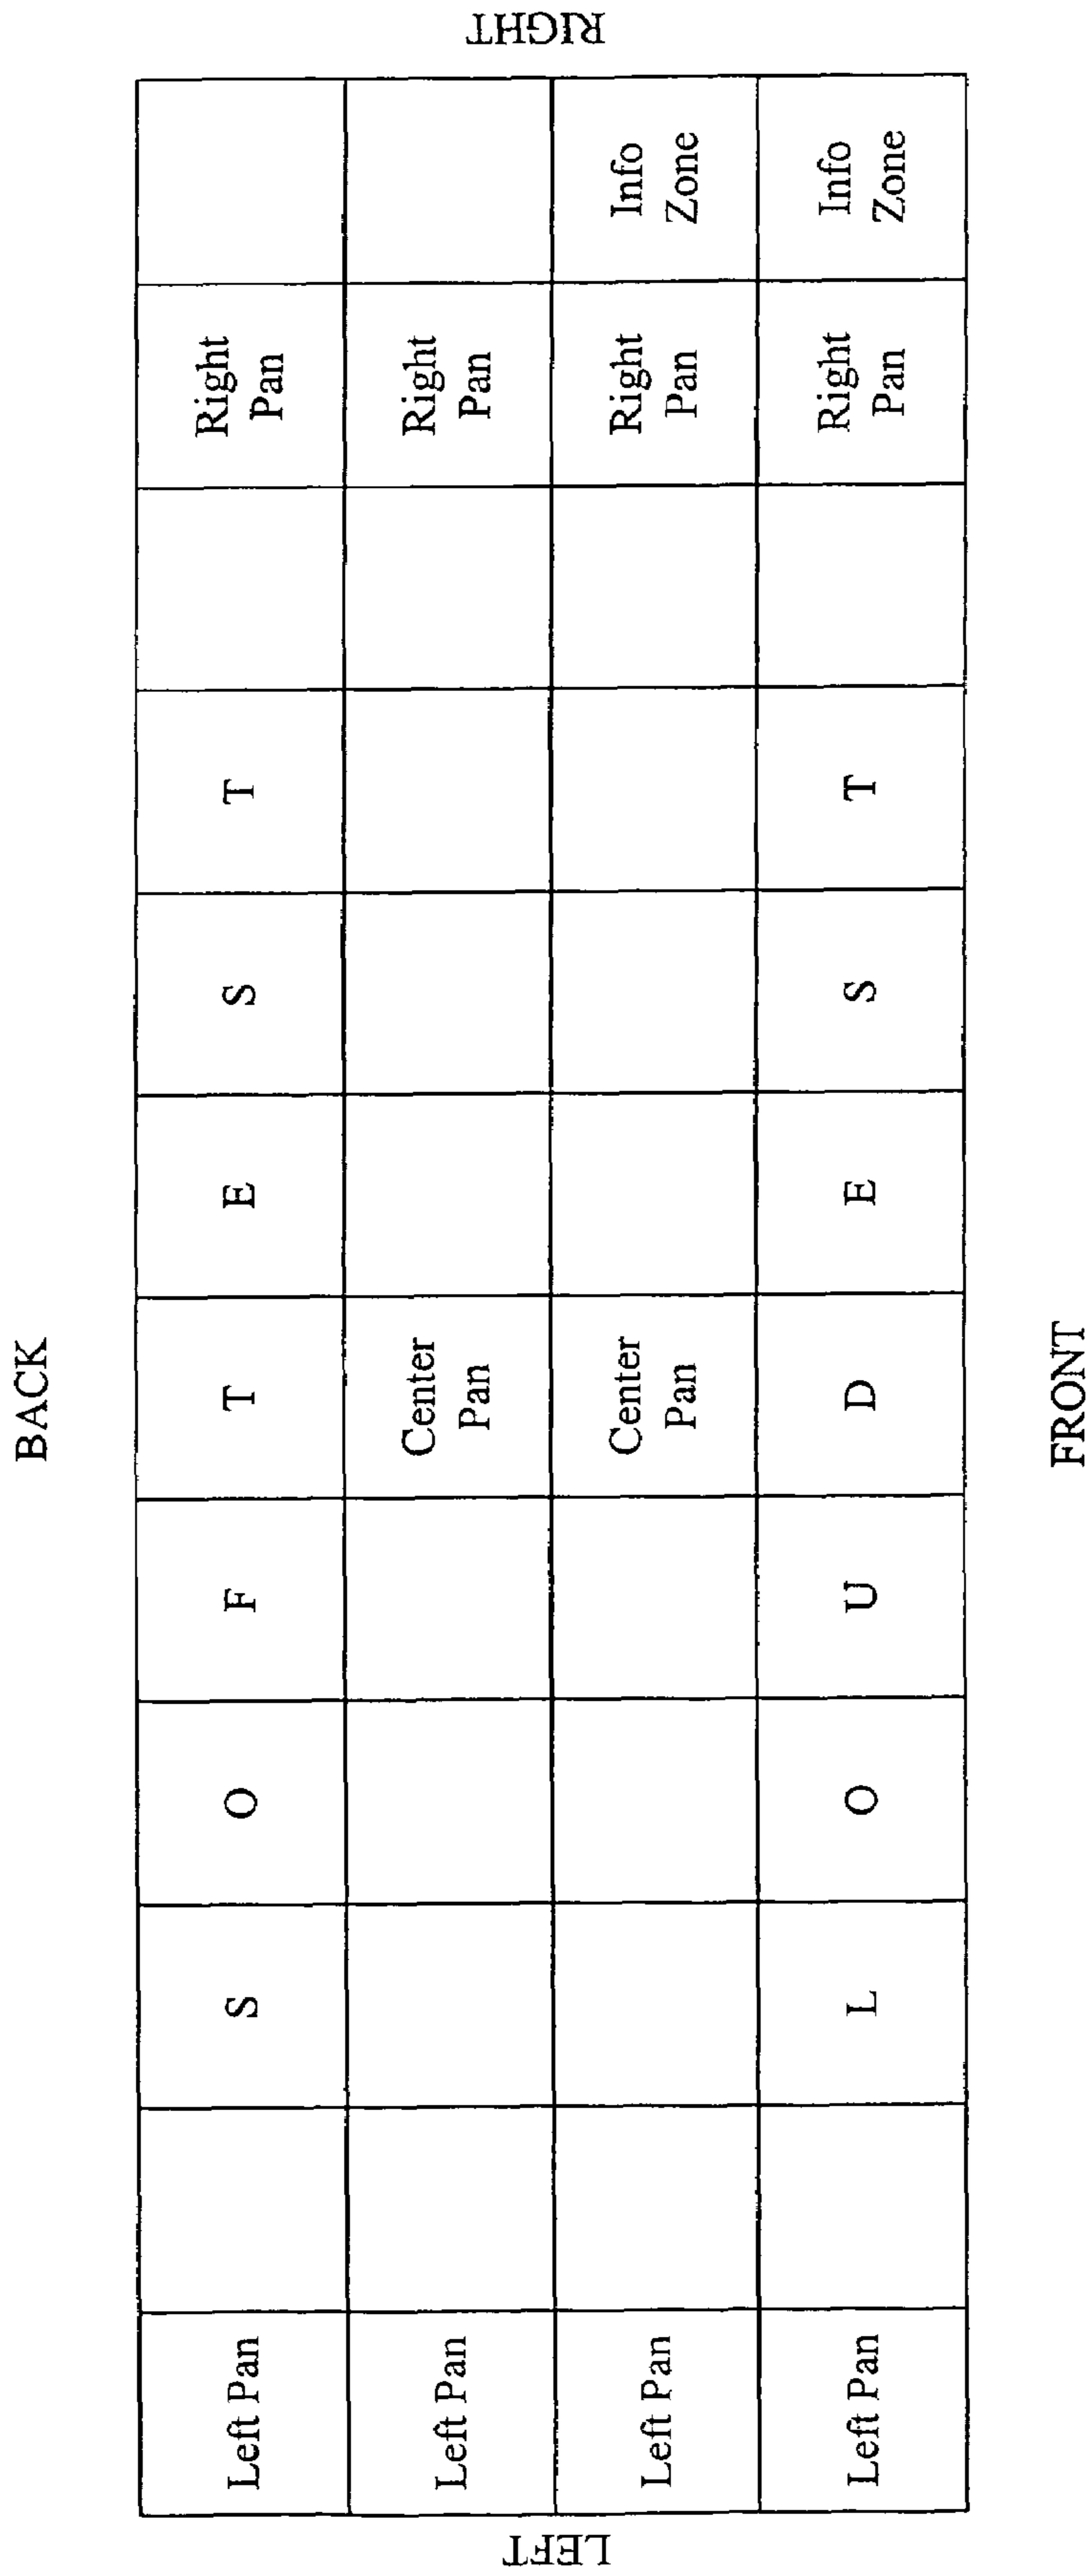 BACK
LEFT
RIGHT
Left Pan S O F T E S T Right Pan
Left Pan Center Pan Right Pan
Left Pan Center Pan Right Pan Info Zone
Left Pan L O U D E S T Right Pan Info Zone
FRONT